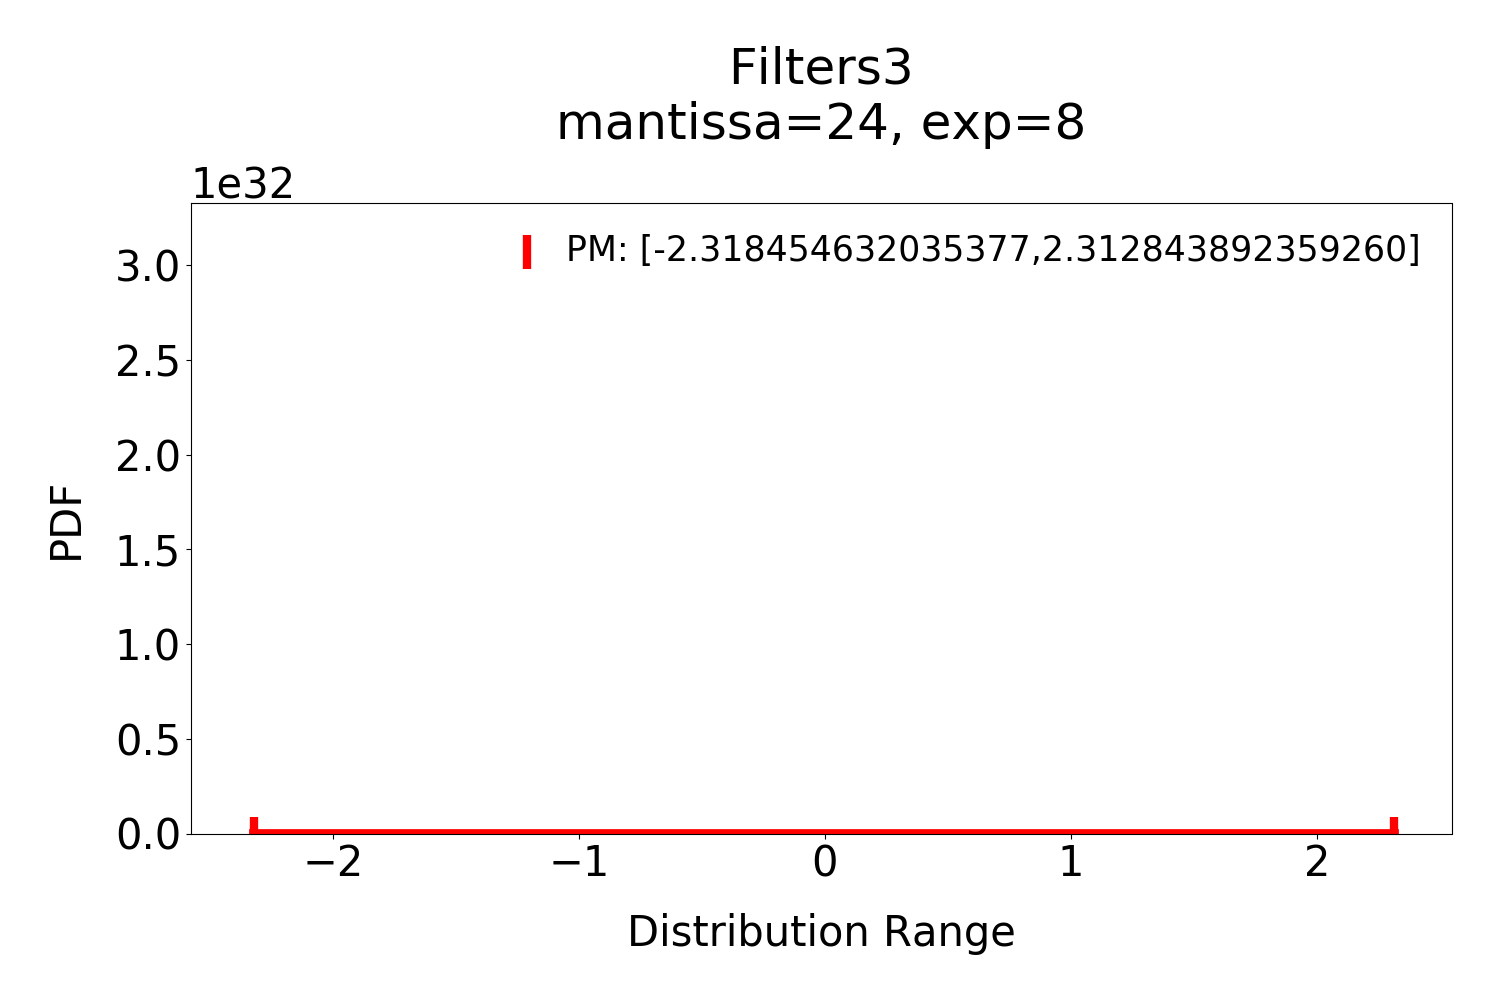 Filters3
mantissa=24, exp=8
1e32
PM: [-2.318454632035377,2.312843892359260]
3.0
2.5
2.0
1.5
1.0
0.5
0.0
PDF
−2 −1 0 1 2
Distribution Range